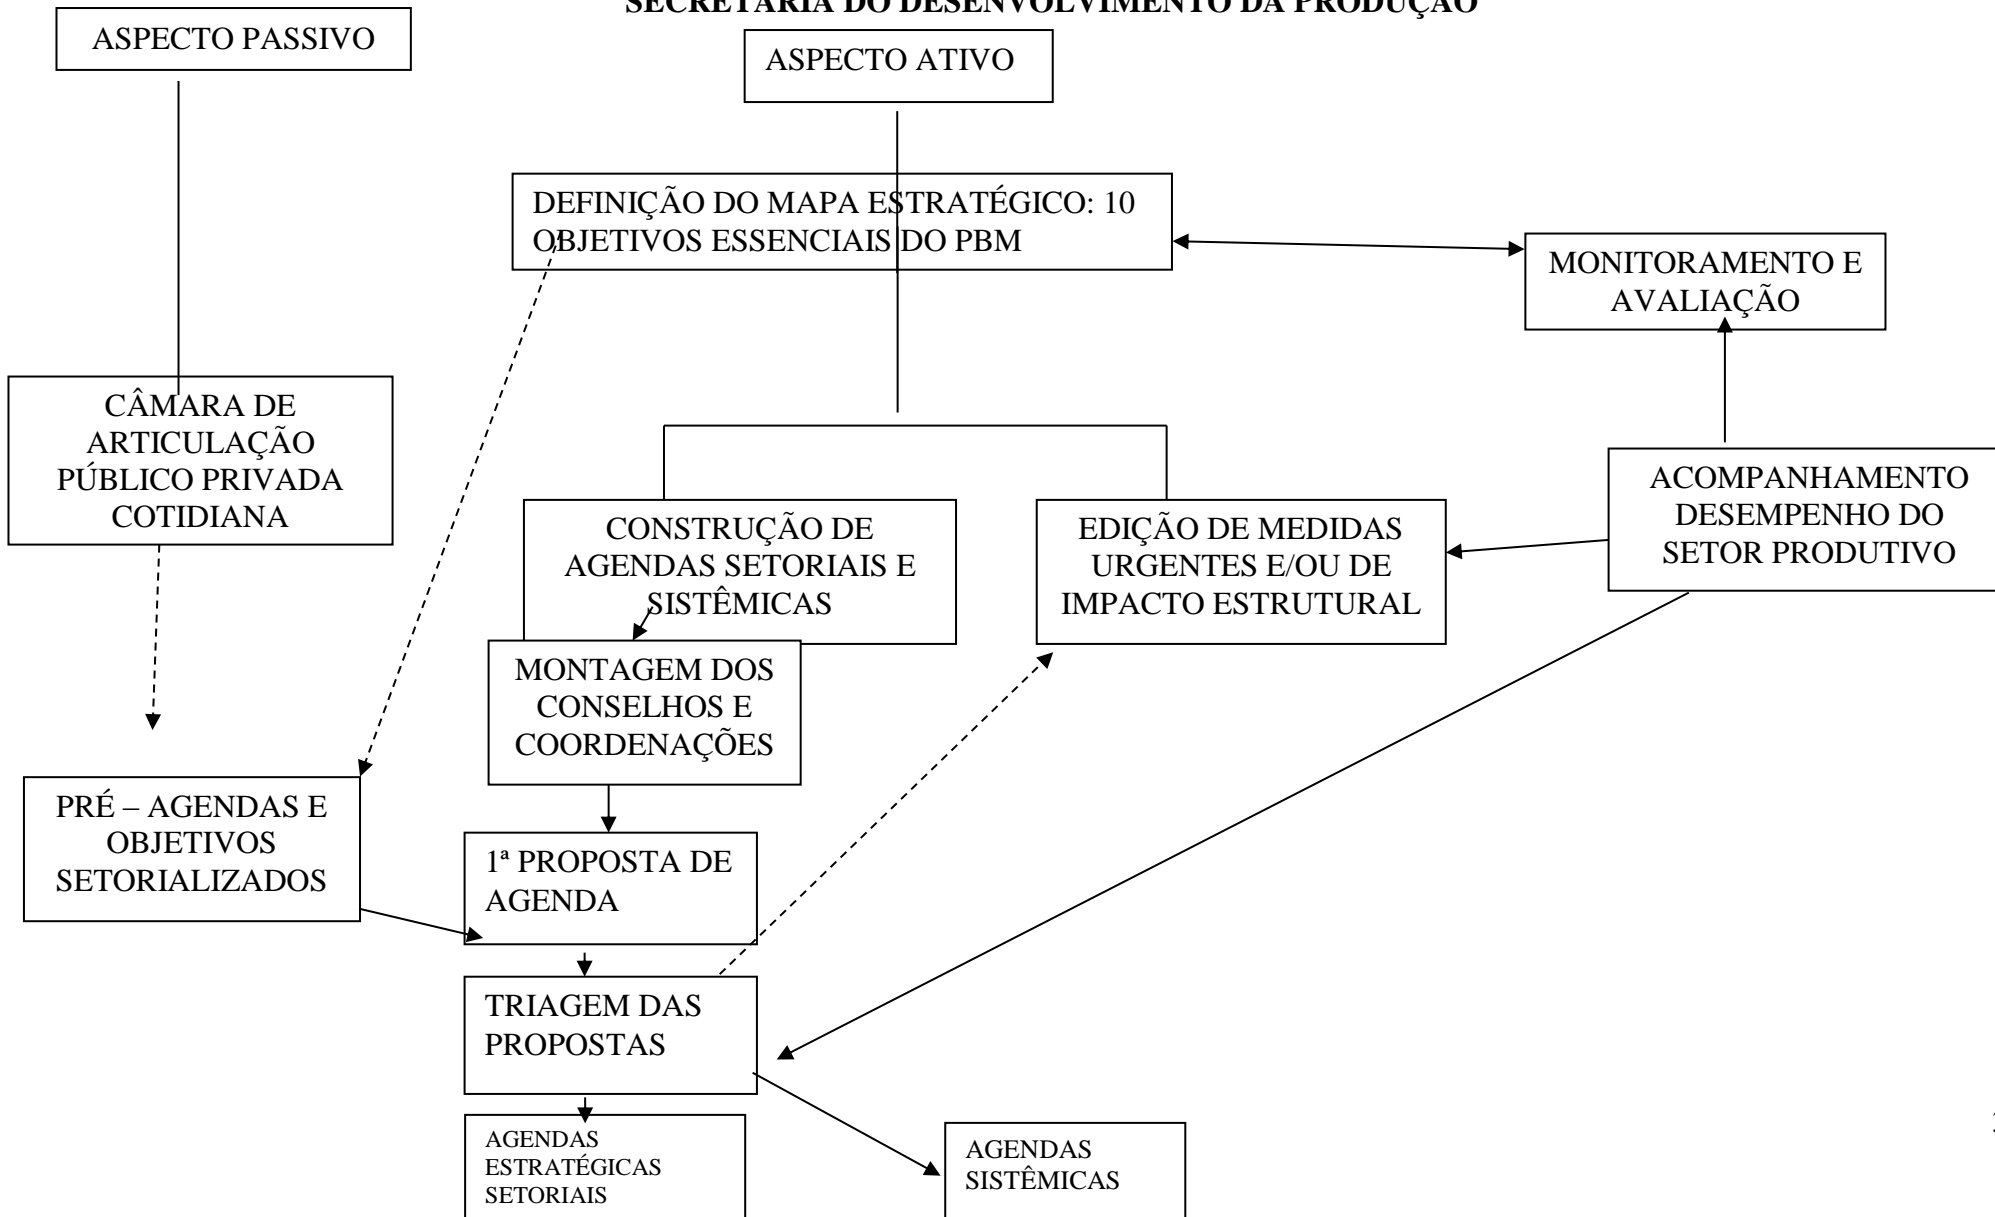 SECRETARIA DO DESENVOLVIMENTO DA PRODUÇÃO
ASPECTO PASSIVO
ASPECTO ATIVO
DEFINIÇÃO DO MAPA ESTRATÉGICO: 10
OBJETIVOS ESSENCIAIS DO PBM
MONITORAMENTO E
AVALIAÇÃO
CÂMARA DE
ARTICULAÇÃO
PÚBLICO PRIVADA
COTIDIANA
CONSTRUÇÃO DE
AGENDAS SETORIAIS E
SISTÊMICAS
EDIÇÃO DE MEDIDAS
URGENTES E/OU DE
IMPACTO ESTRUTURAL
ACOMPANHAMENTO
DESEMPENHO DO
SETOR PRODUTIVO
MONTAGEM DOS
CONSELHOS E
COORDENAÇÕES
PRÉ – AGENDAS E
OBJETIVOS
SETORIALIZADOS
1ª PROPOSTA DE
AGENDA
TRIAGEM DAS
PROPOSTAS
AGENDAS
ESTRATÉGICAS
SETORIAIS
AGENDAS
SISTÊMICAS